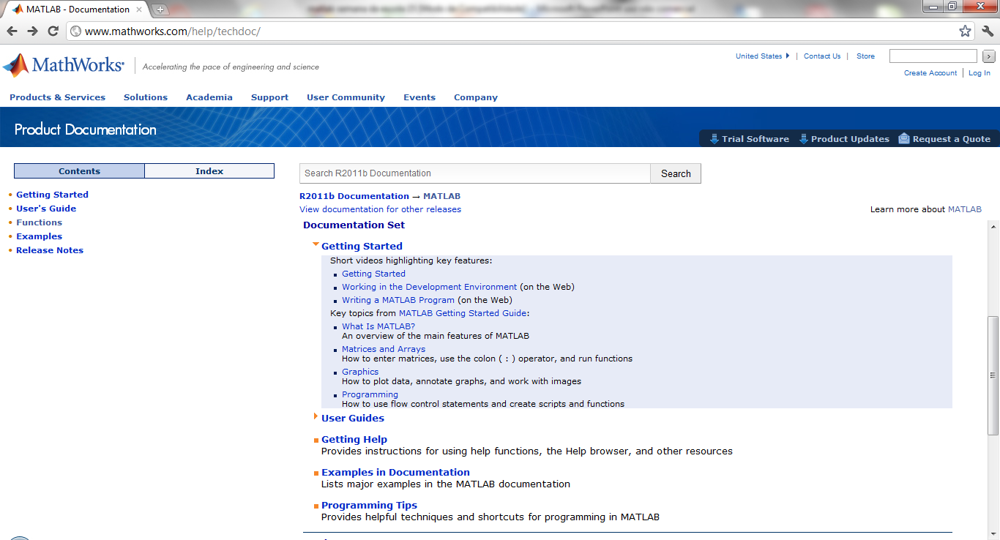 MATLAB - Documentation
www.mathworks.com/help/techdoc/
United States | Contact Us | Store
MathWorks® Accelerating the pace of engineering and science
Create Account | Log In
Products & Services Solutions Academia Support User Community Events Company
Product Documentation
Trial Software Product Updates Request a Quote
Contents Index
Search R2011b Documentation Search
Getting Started
User's Guide
Functions
Examples
Release Notes
R2011b Documentation → MATLAB
View documentation for other releases
Learn more about MATLAB
Documentation Set
Getting Started
Short videos highlighting key features:
Getting Started
Working in the Development Environment (on the Web)
Writing a MATLAB Program (on the Web)
Key topics from MATLAB Getting Started Guide:
What Is MATLAB?
An overview of the main features of MATLAB
Matrices and Arrays
How to enter matrices, use the colon ( : ) operator, and run functions
Graphics
How to plot data, annotate graphs, and work with images
Programming
How to use flow control statements and create scripts and functions
User Guides
Getting Help
Provides instructions for using help functions, the Help browser, and other resources
Examples in Documentation
Lists major examples in the MATLAB documentation
Programming Tips
Provides helpful techniques and shortcuts for programming in MATLAB